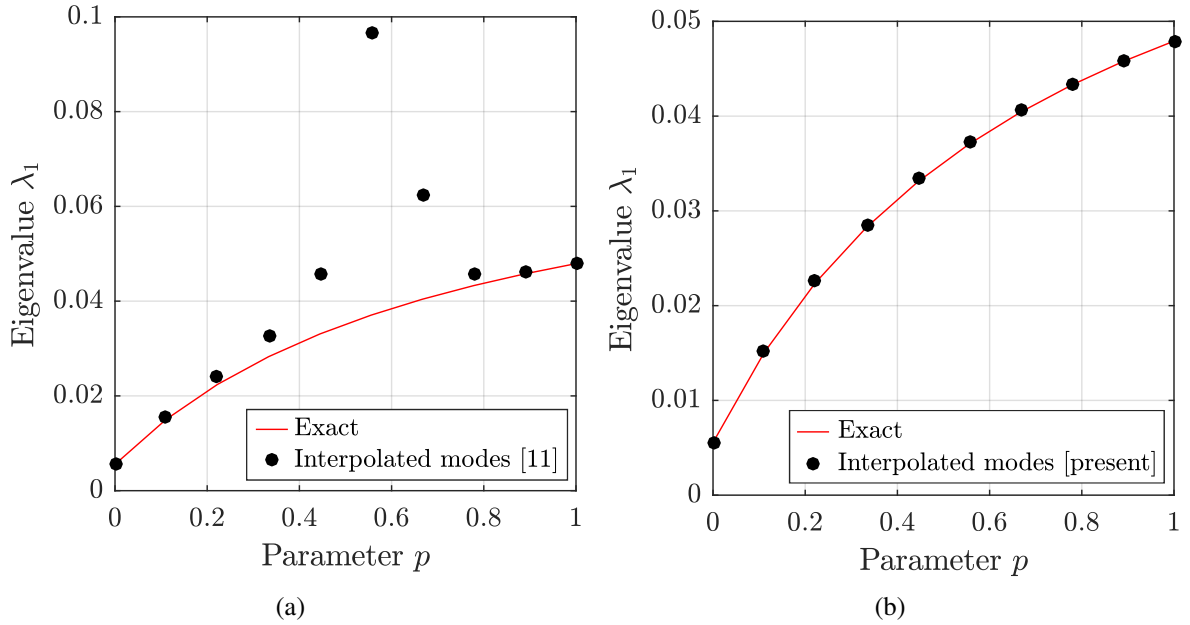 0.1
0.08
0.06
0.04
0.02
0
Eigenvalue λ₁
0 0.2 0.4 0.6 0.8 1
Parameter p
Exact
Interpolated modes [11]
(a)
0.05
0.04
0.03
0.02
0.01
0
Eigenvalue λ₁
0 0.2 0.4 0.6 0.8 1
Parameter p
Exact
Interpolated modes [present]
(b)